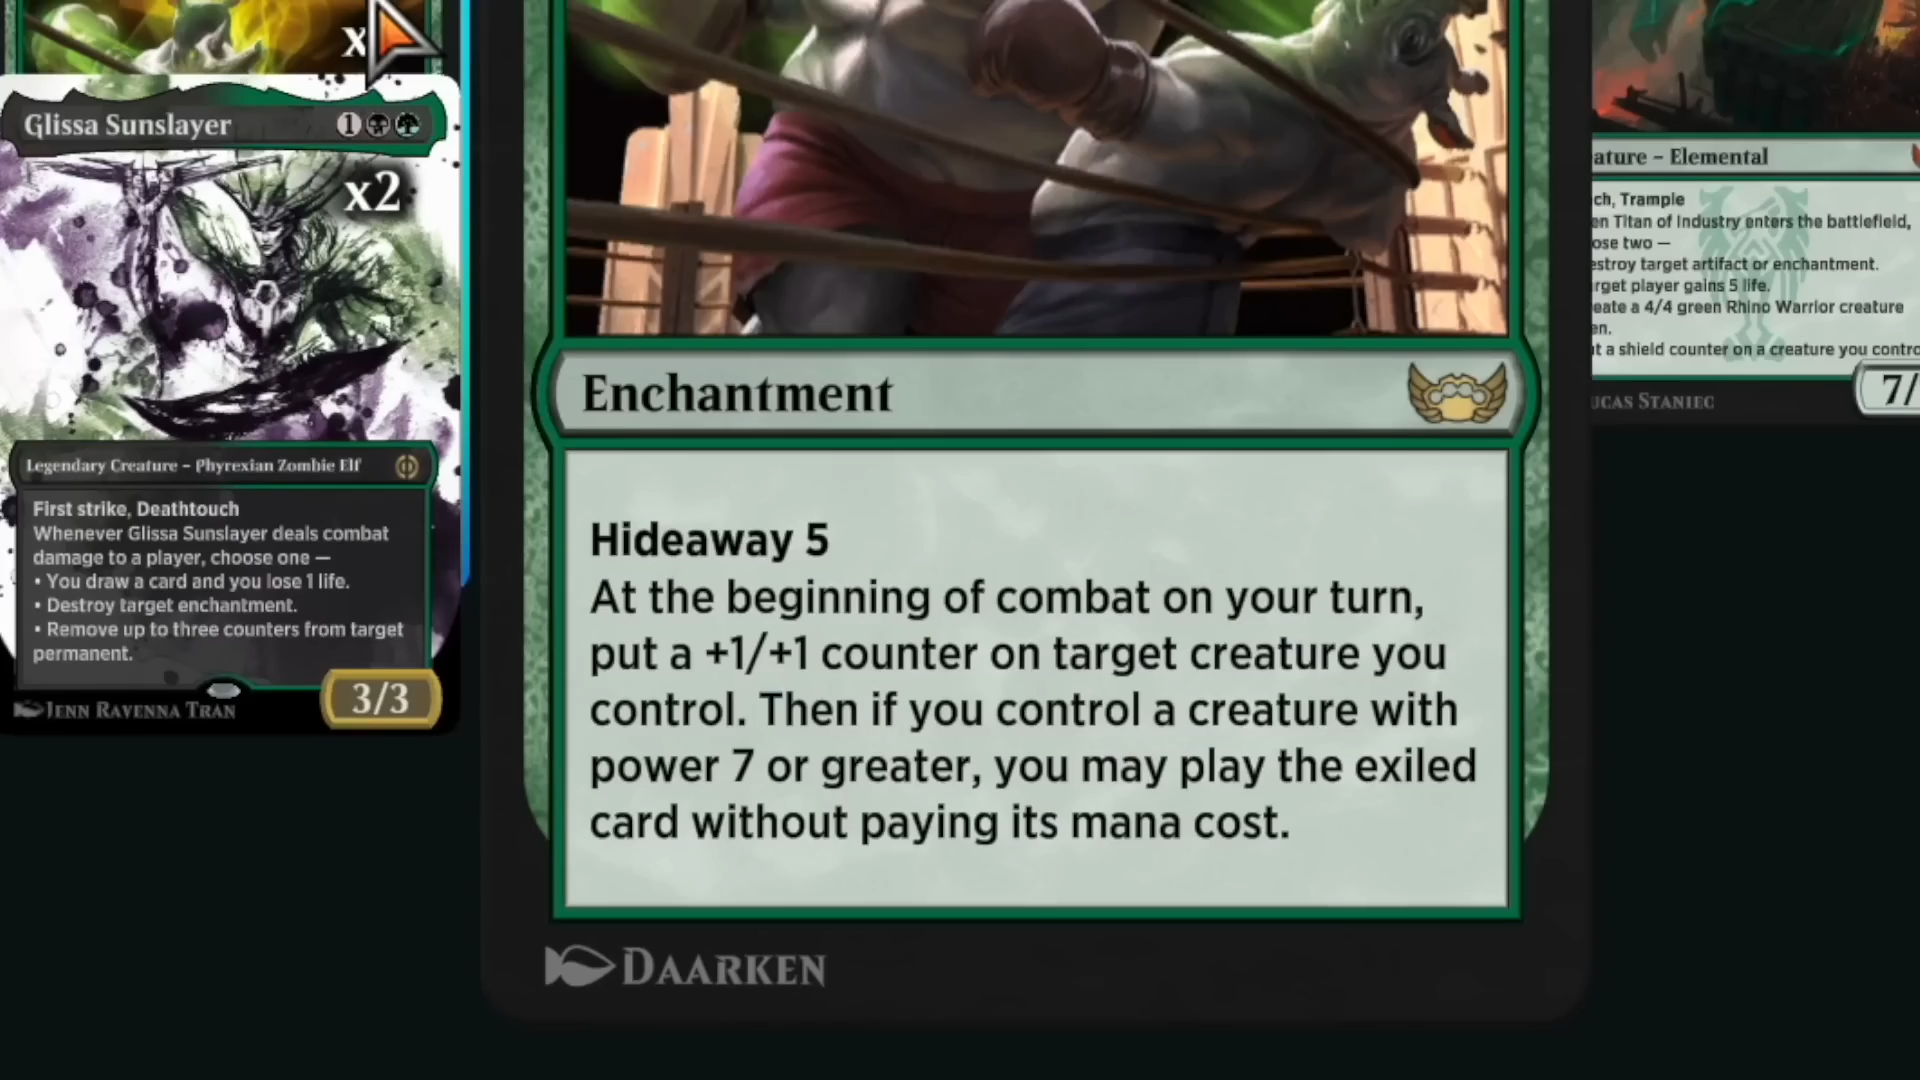 x
Glissa Sunslayer 1
x2
Legendary Creature – Phyrexian Zombie Elf
First strike, Deathtouch
Whenever Glissa Sunslayer deals combat
damage to a player, choose one —
• You draw a card and you lose 1 life.
• Destroy target enchantment.
• Remove up to three counters from target
permanent.
3/3
Jenn Ravenna Tran
Enchantment
Hideaway 5
At the beginning of combat on your turn,
put a +1/+1 counter on target creature you
control. Then if you control a creature with
power 7 or greater, you may play the exiled
card without paying its mana cost.
Daarken
ature – Elemental
ch, Trample
en Titan of Industry enters the battlefield,
ose two —
estroy target artifact or enchantment.
rget player gains 5 life.
eate a 4/4 green Rhino Warrior creature
en.
t a shield counter on a creature you contro
7/
ucas Staniec